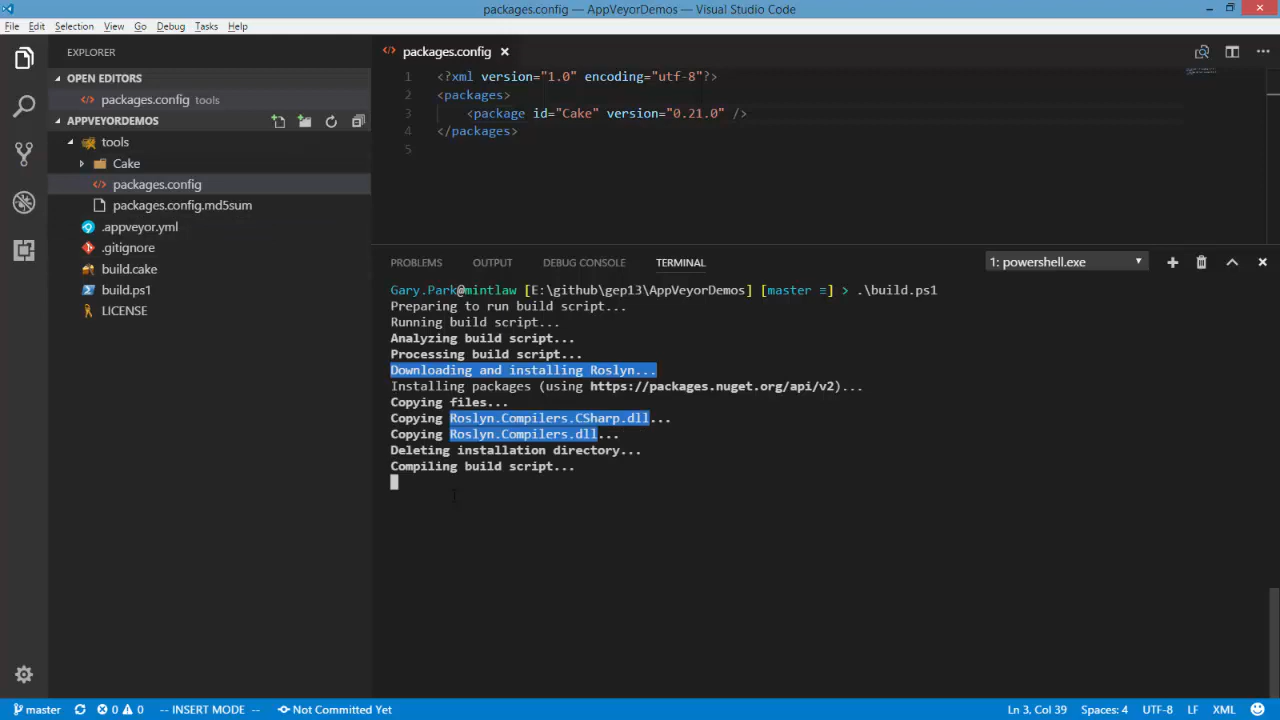 packages.config — AppVeyorDemos — Visual Studio Code
File Edit Selection View Go Debug Tasks Help
EXPLORER
OPEN EDITORS
packages.config tools
APPVEYORDEMOS
tools
Cake
packages.config
packages.config.md5sum
.appveyor.yml
.gitignore
build.cake
build.ps1
LICENSE
packages.config
1 <?xml version="1.0" encoding="utf-8"?>
2 <packages>
3 <package id="Cake" version="0.21.0" />
4 </packages>
5
PROBLEMS OUTPUT DEBUG CONSOLE TERMINAL 1: powershell.exe
Gary.Park@mintlaw [E:\github\gep13\AppVeyorDemos] [master ≡] > .\build.ps1
Preparing to run build script...
Running build script...
Analyzing build script...
Processing build script...
Downloading and installing Roslyn...
Installing packages (using https://packages.nuget.org/api/v2)...
Copying files...
Copying Roslyn.Compilers.CSharp.dll...
Copying Roslyn.Compilers.dll...
Deleting installation directory...
Compiling build script...
master 0 0 -- INSERT MODE -- Not Committed Yet Ln 3, Col 39 Spaces: 4 UTF-8 LF XML